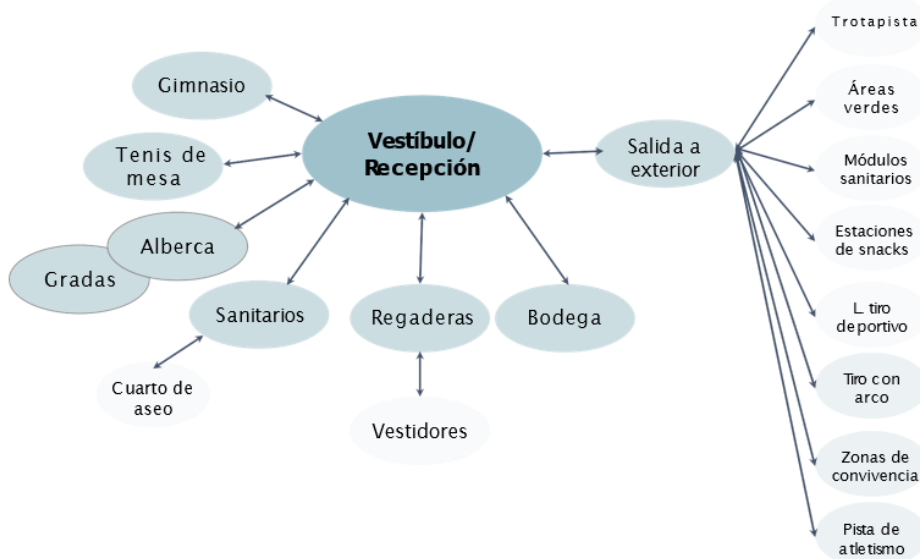 Trotapista
Gimnasio
Áreas
verdes
Vestíbulo/
Recepción
Tenis de
mesa
Salida a
exterior
Módulos
sanitarios
Alberca
Gradas
Estaciones
de snacks
Sanitarios
Regaderas
Bodega
L. tiro
deportivo
Cuarto de
aseo
Tiro con
arco
Vestidores
Zonas de
convivencia
Pista de
atletismo